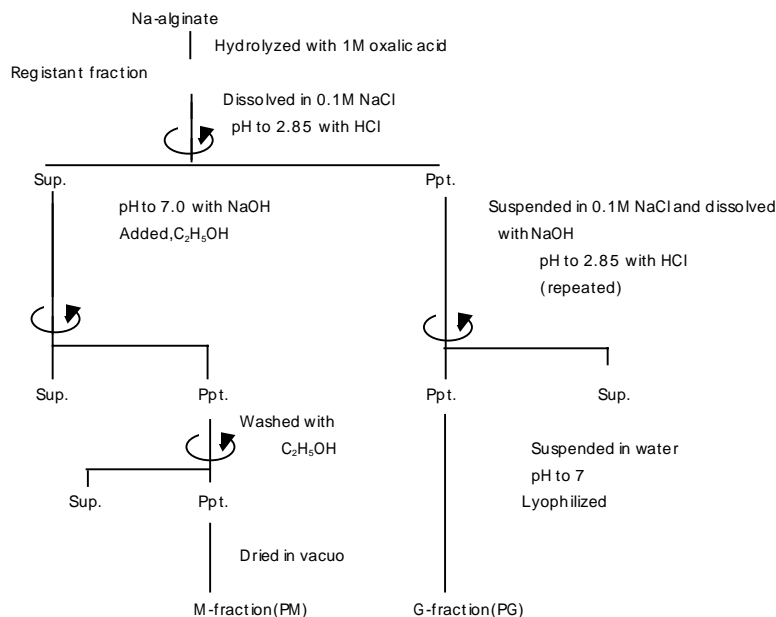 Na-alginate
Hydrolyzed with 1M oxalic acid
Registant fraction
Dissolved in 0.1M NaCl
pH to 2.85 with HCl
Sup.
Ppt.
pH to 7.0 with NaOH
Added,C₂H₅OH
Suspended in 0.1M NaCl and dissolved
with NaOH
pH to 2.85 with HCl
(repeated)
Sup.
Ppt.
Ppt.
Sup.
Washed with
C₂H₅OH
Suspended in water
pH to 7
Lyophilized
Sup.
Ppt.
Dried in vacuo
M-fraction(PM)
G-fraction(PG)